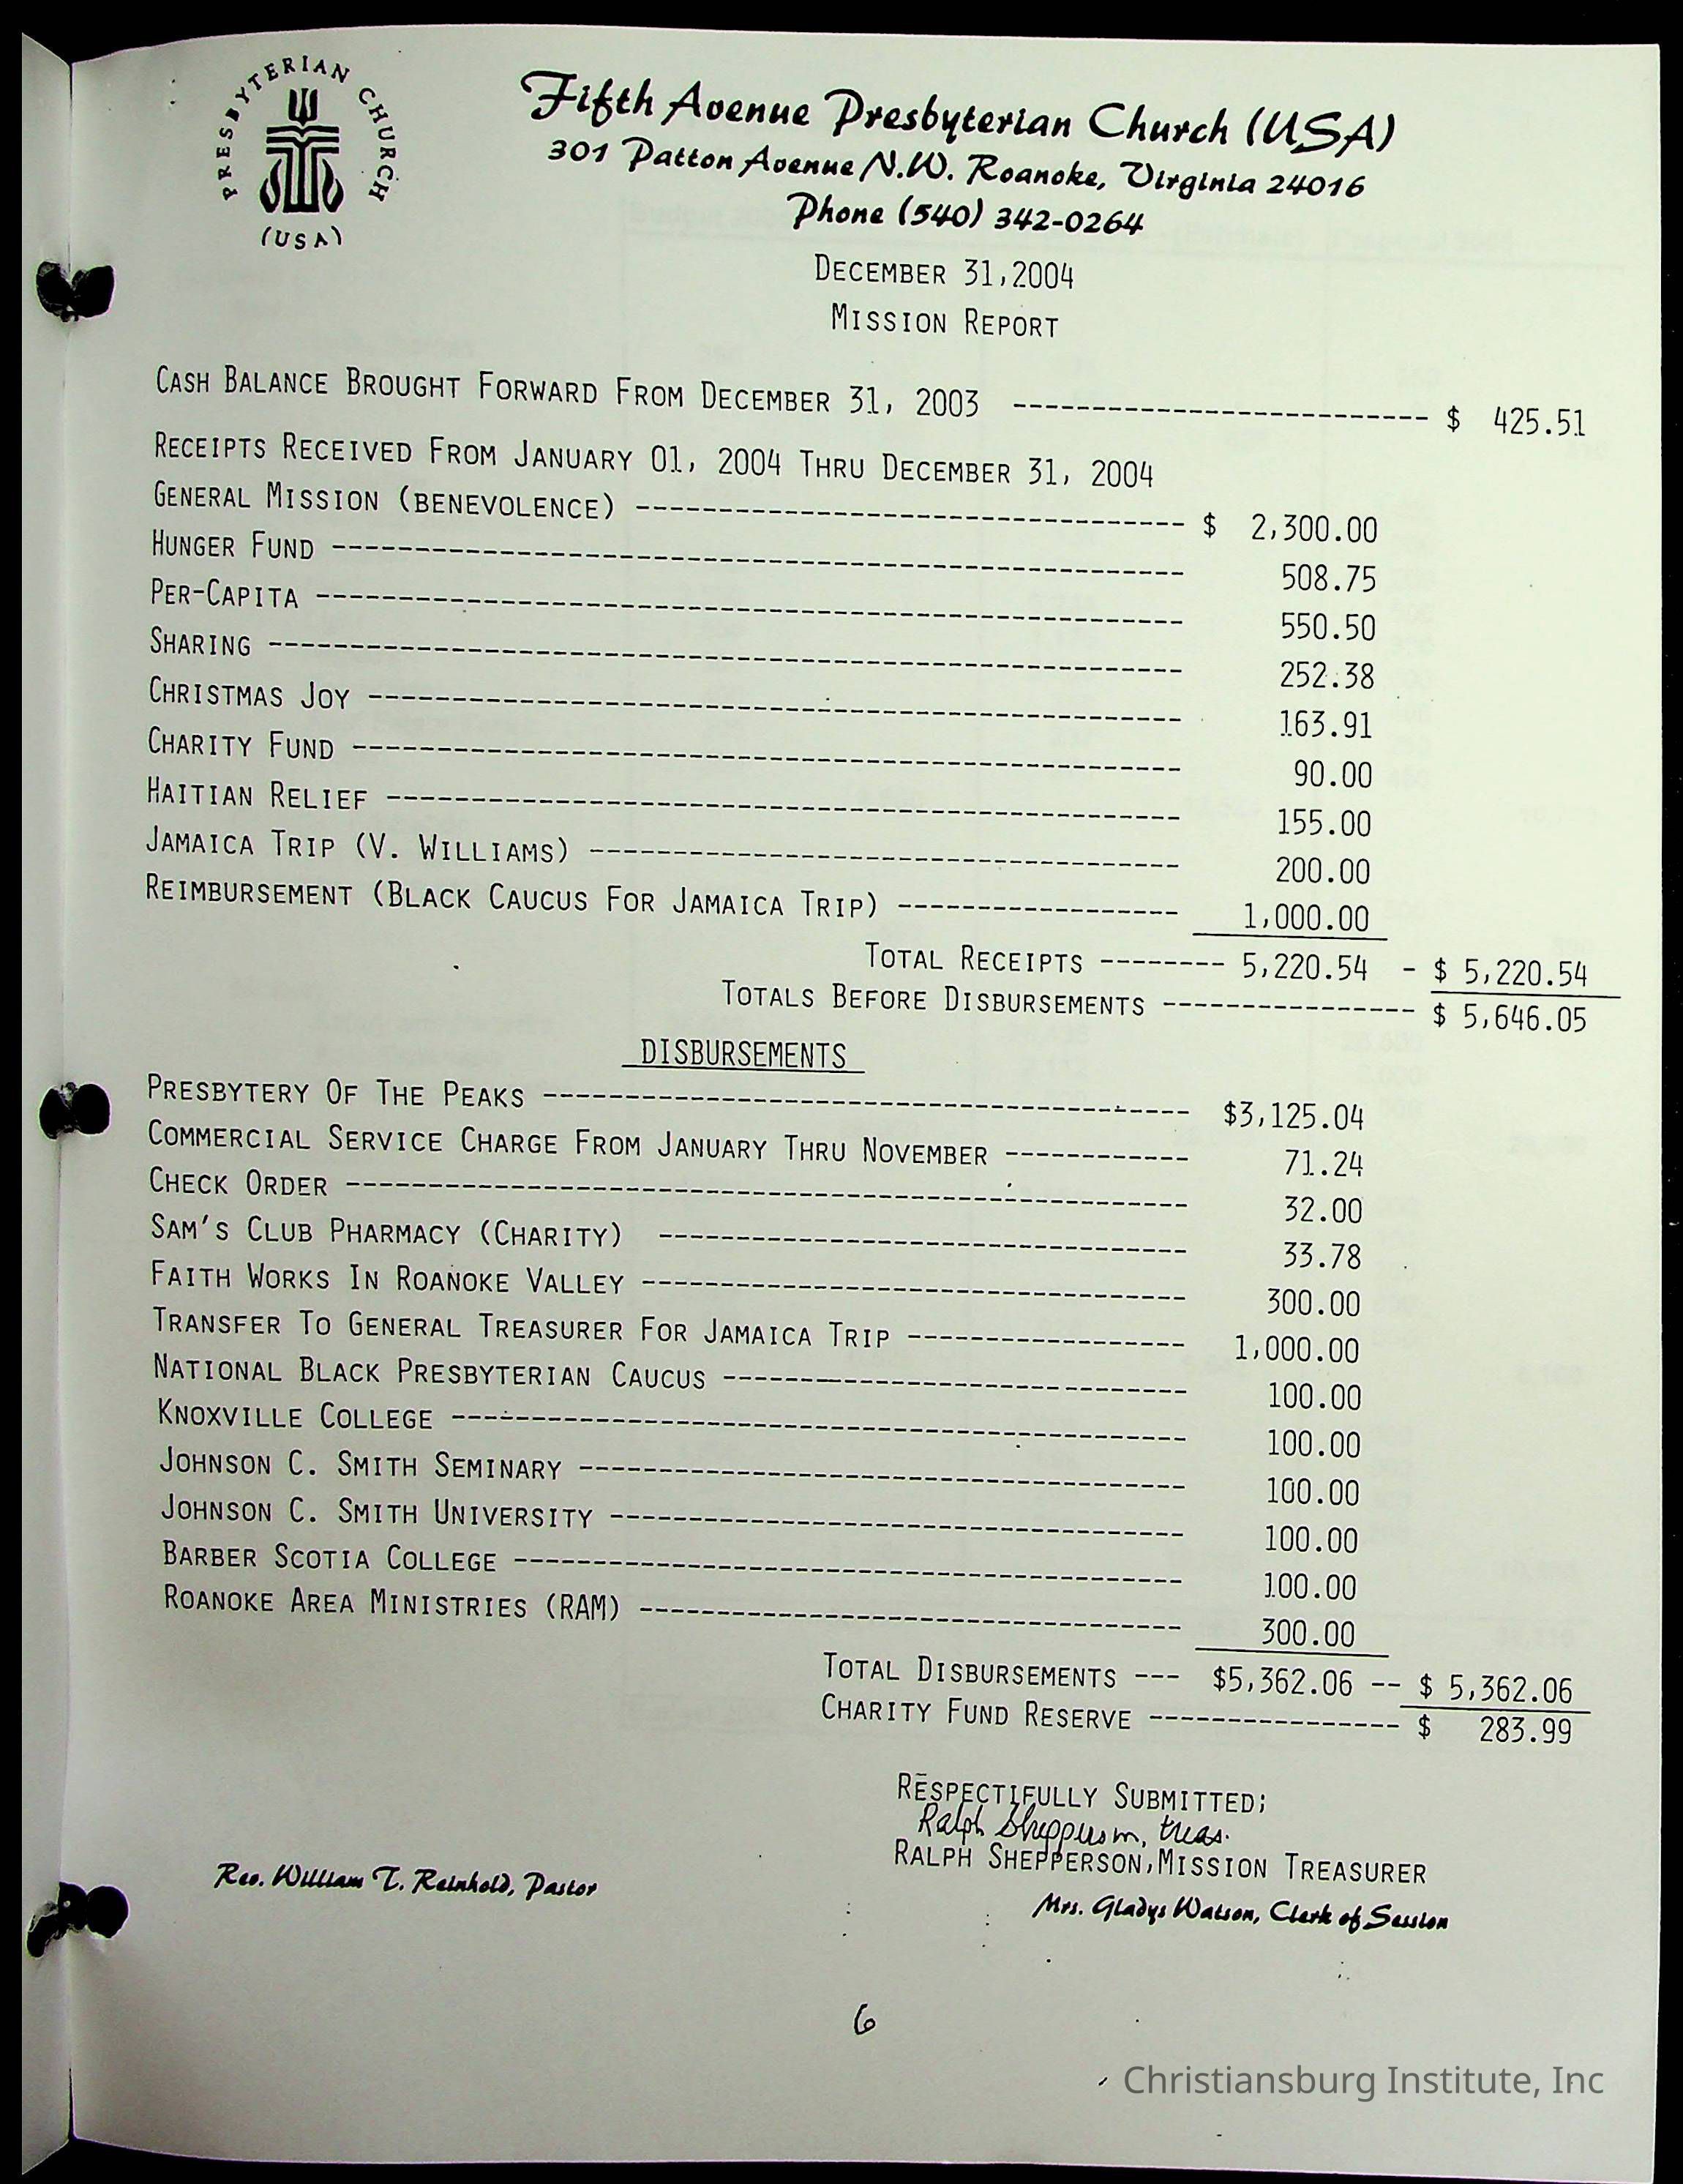 PRESBYTERIAN CHURCH
(USA)
Fifth Avenue Presbyterian Church (USA)
301 Patton Avenue N.W. Roanoke, Virginia 24016
Phone (540) 342-0264
DECEMBER 31,2004
MISSION REPORT
CASH BALANCE BROUGHT FORWARD FROM DECEMBER 31, 2003 -------------------------- $ 425.51
RECEIPTS RECEIVED FROM JANUARY 01, 2004 THRU DECEMBER 31, 2004
GENERAL MISSION (BENEVOLENCE) ---------------------------------- $ 2,300.00
HUNGER FUND ----------------------------------------------------- 508.75
PER-CAPITA ------------------------------------------------------ 550.50
SHARING --------------------------------------------------------- 252.38
CHRISTMAS JOY --------------------------------------------------- 163.91
CHARITY FUND ---------------------------------------------------- 90.00
HAITIAN RELIEF -------------------------------------------------- 155.00
JAMAICA TRIP (V. WILLIAMS) ------------------------------------- 200.00
REIMBURSEMENT (BLACK CAUCUS FOR JAMAICA TRIP) ------------------ 1,000.00
TOTAL RECEIPTS -------- 5,220.54 - $ 5,220.54
TOTALS BEFORE DISBURSEMENTS ---------------- $ 5,646.05
DISBURSEMENTS
PRESBYTERY OF THE PEAKS ----------------------------------------- $3,125.04
COMMERCIAL SERVICE CHARGE FROM JANUARY THRU NOVEMBER ------------ 71.24
CHECK ORDER ----------------------------------------------------- 32.00
SAM'S CLUB PHARMACY (CHARITY) --------------------------------- 33.78
FAITH WORKS IN ROANOKE VALLEY ---------------------------------- 300.00
TRANSFER TO GENERAL TREASURER FOR JAMAICA TRIP ------------------ 1,000.00
NATIONAL BLACK PRESBYTERIAN CAUCUS ----------------------------- 100.00
KNOXVILLE COLLEGE ----------------------------------------------- 100.00
JOHNSON C. SMITH SEMINARY -------------------------------------- 100.00
JOHNSON C. SMITH UNIVERSITY ------------------------------------ 100.00
BARBER SCOTIA COLLEGE ------------------------------------------ 100.00
ROANOKE AREA MINISTRIES (RAM) ---------------------------------- 300.00
TOTAL DISBURSEMENTS --- $5,362.06 -- $ 5,362.06
CHARITY FUND RESERVE ---------------- $ 283.99
RESPECTIFULLY SUBMITTED;
Ralph Shepperson, treas.
RALPH SHEPPERSON,MISSION TREASURER
Rev. William T. Reinhold, Pastor
Mrs. Gladys Watson, Clerk of Session
6
Christiansburg Institute, Inc